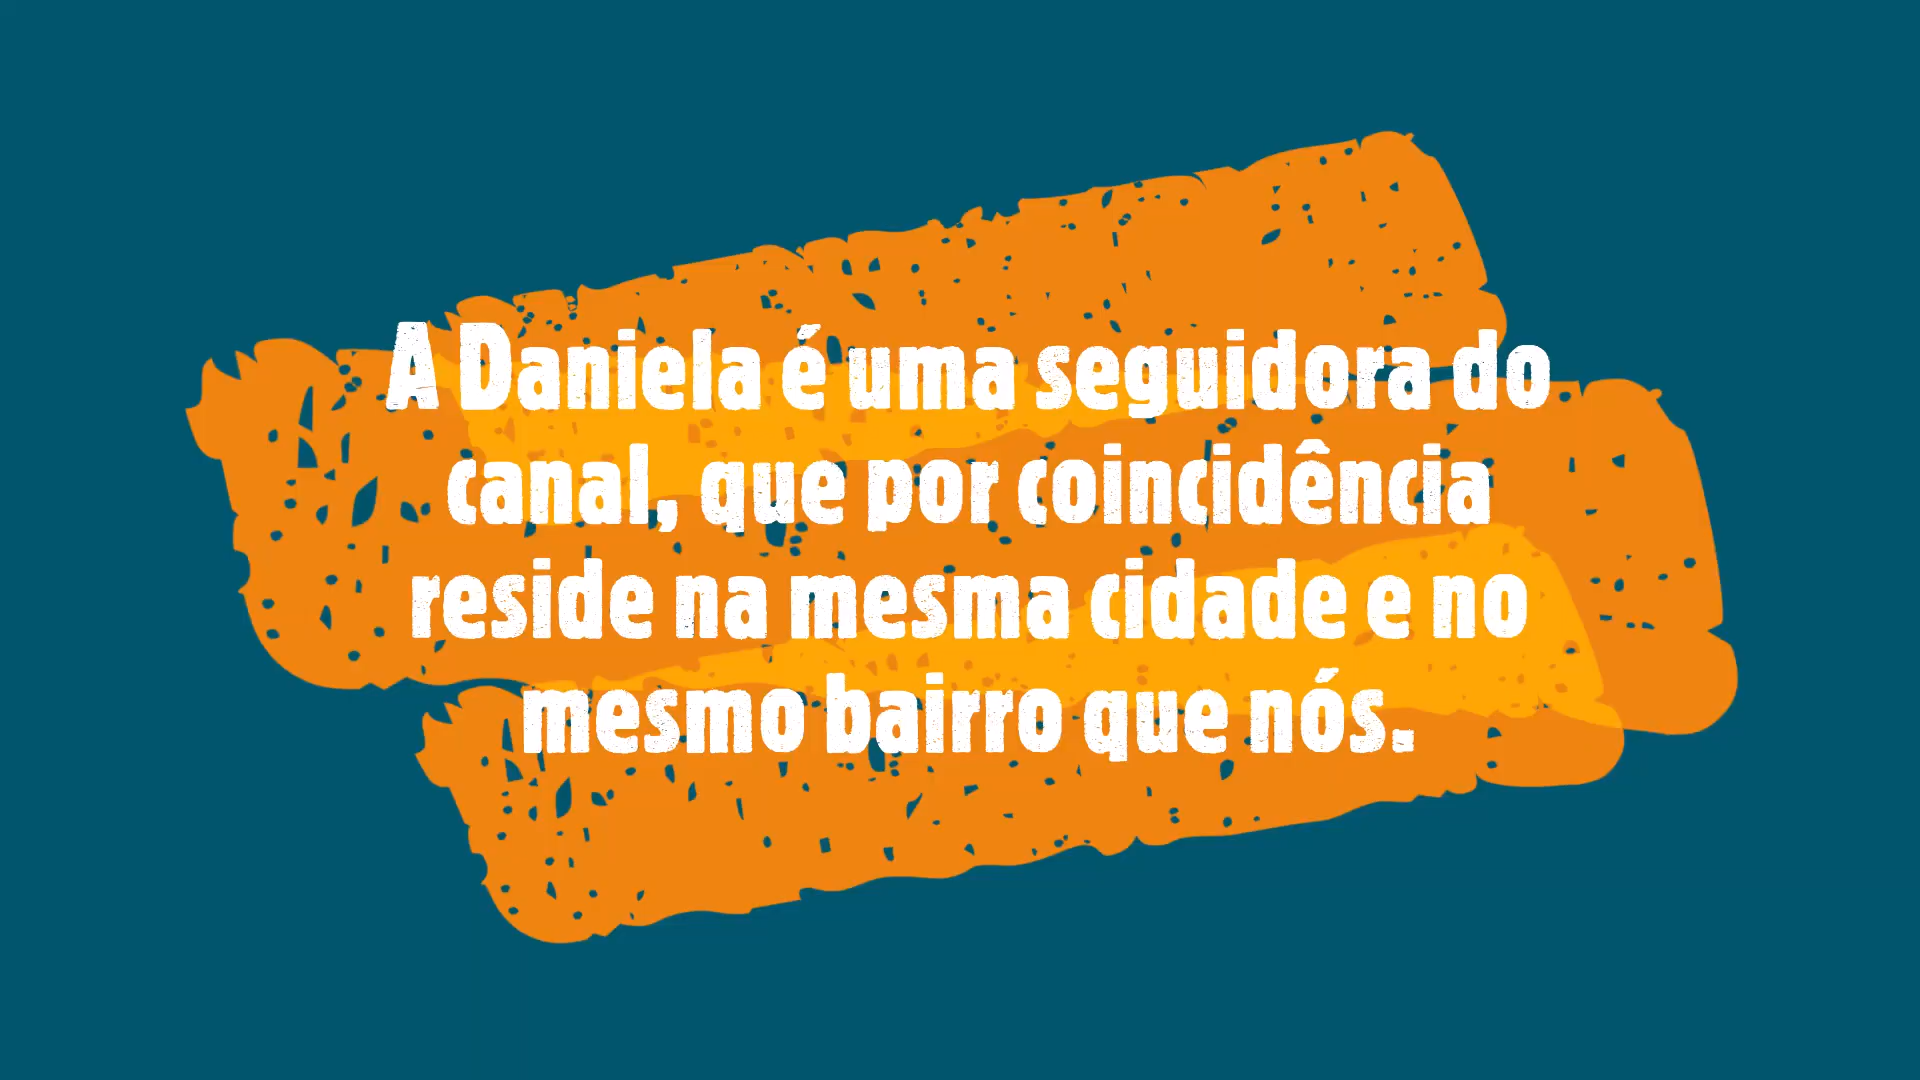 A Daniela é uma seguidora do
canal, que por coincidência
reside na mesma cidade e no
mesmo bairro que nós.